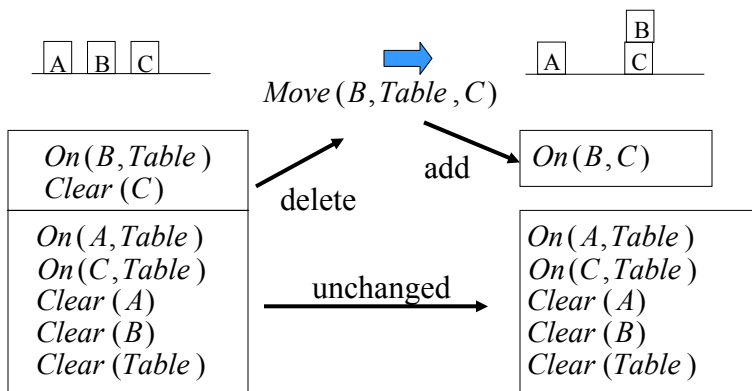 A B C
B
A C
Move (B,Table ,C)
On(B,Table )
Clear (C)
delete
add
On(B,C)
On(A,Table )
On(C,Table )
Clear (A)
Clear (B)
Clear (Table )
unchanged
On(A,Table )
On(C,Table )
Clear (A)
Clear (B)
Clear (Table )